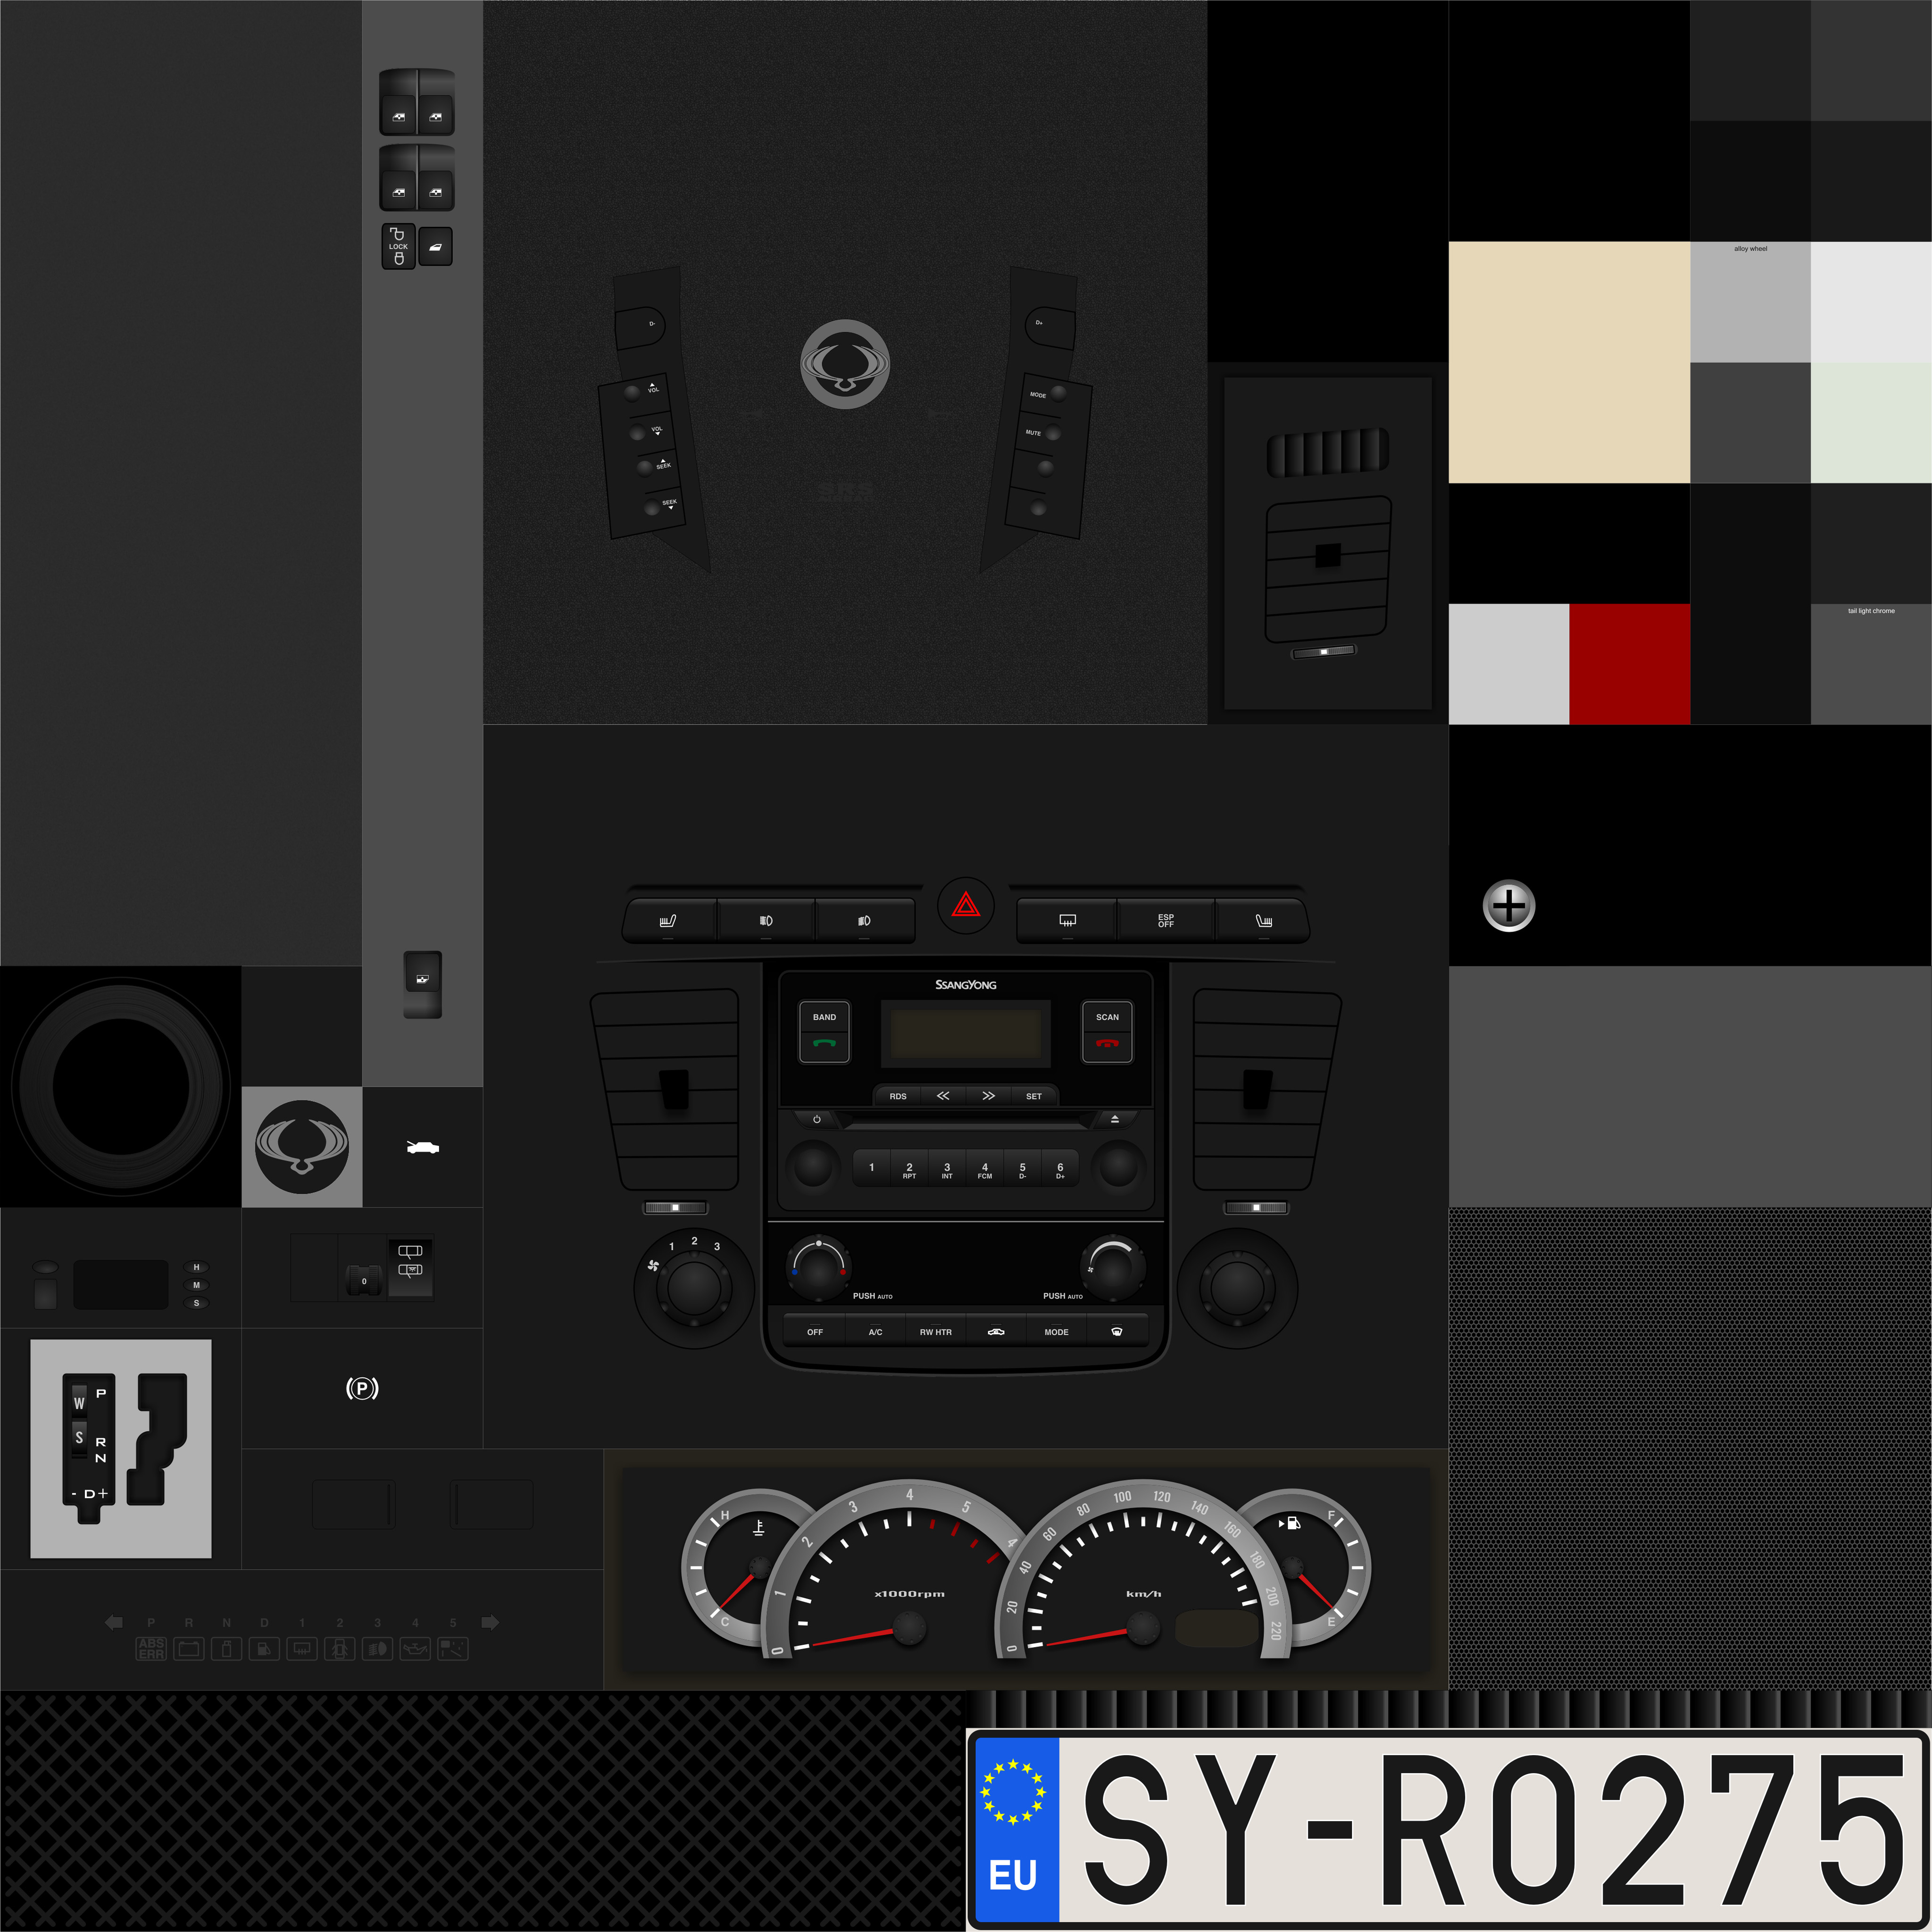 LOCK
D-
D+
VOL
VOL
SEEK
SEEK
MODE
MUTE
SRS
alloy wheel
tail light chrome
ESP
OFF
SSANGYONG
BAND
SCAN
RDS
SET
1 2 3 4 5 6
RPT INT FCM D- D+
1 2 3
PUSH AUTO
PUSH AUTO
OFF A/C RW HTR MODE
H
M
S
0
W
S
P
R
N
- D +
P
P R N D 1 2 3 4 5
ABS
ERR
H
C
0 1 2 3 4 5 4
x1000rpm
0 20 40 60 80 100 120 140 160 180 200 220
km/h
F
E
EU
SY-R0275